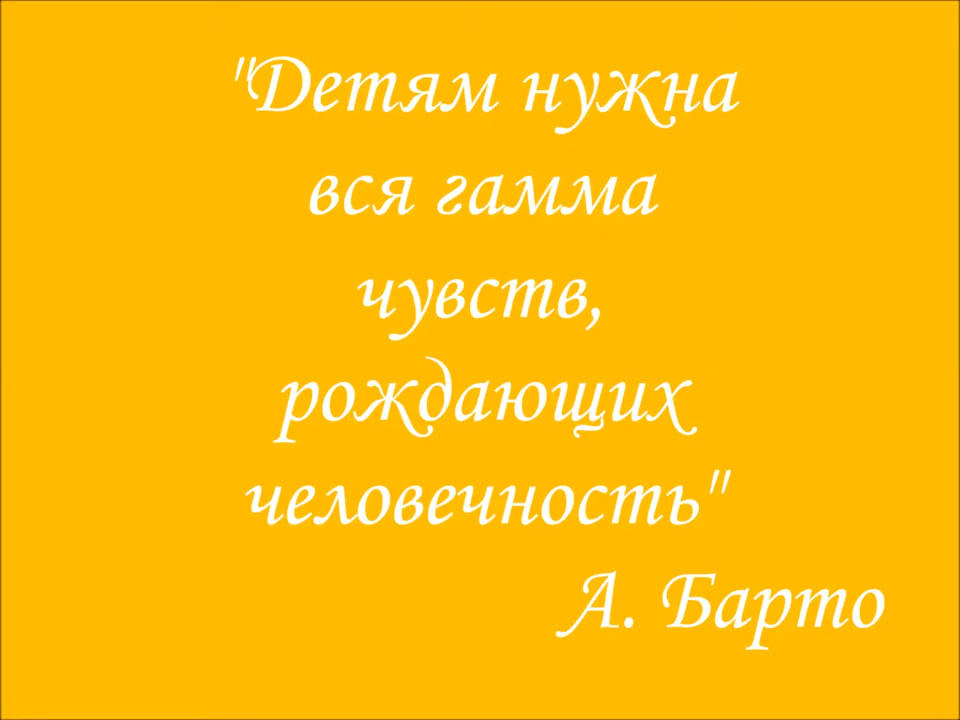 "Детям нужна
вся гамма
чувств,
рождающих
человечность"
А. Барто